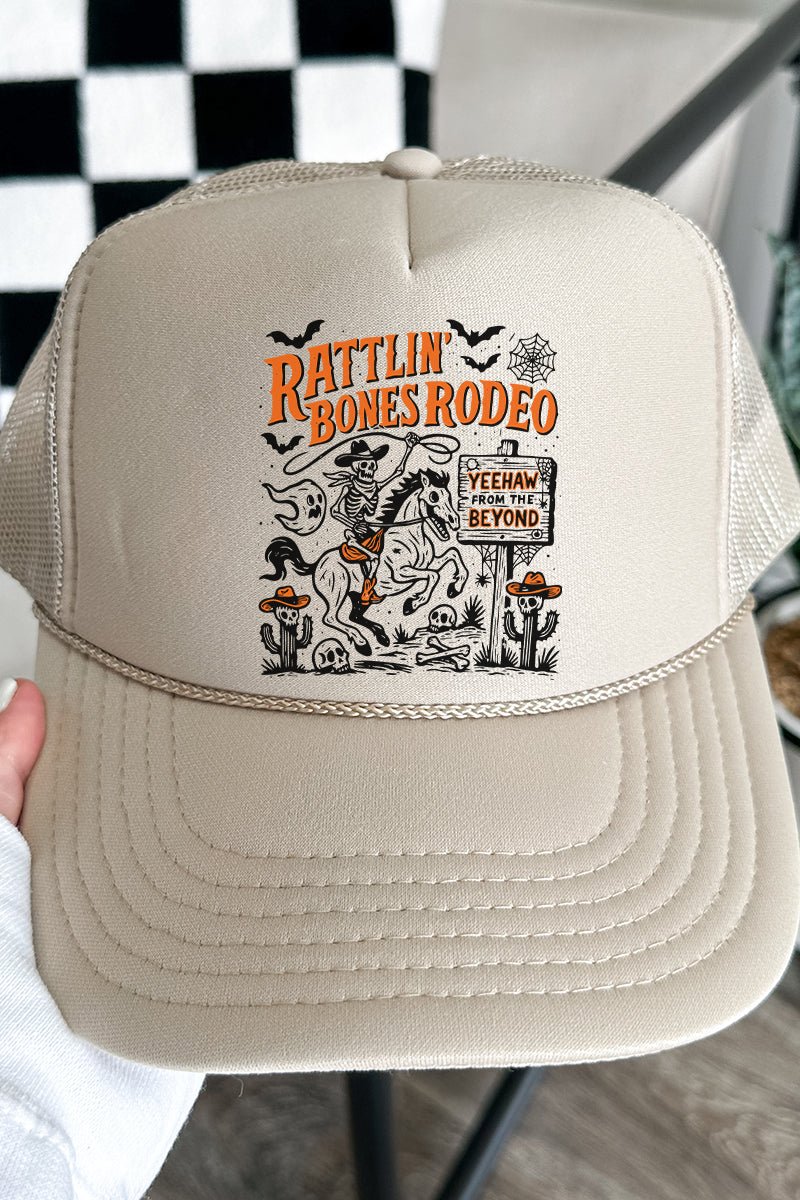 RATTLIN'
BONES RODEO
YEEHAW
FROM THE
BEYOND